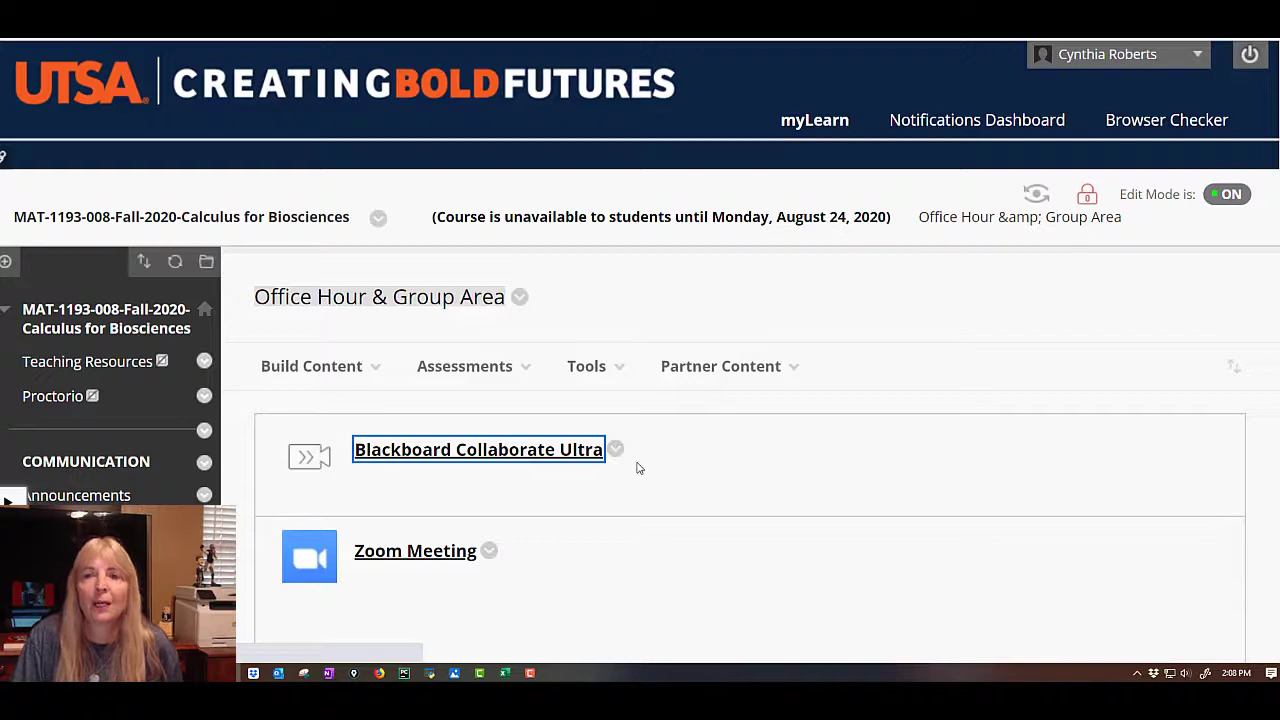 Cynthia Roberts
UTSA. CREATINGBOLDFUTURES
myLearn Notifications Dashboard Browser Checker
Edit Mode is: ON
MAT-1193-008-Fall-2020-Calculus for Biosciences (Course is unavailable to students until Monday, August 24, 2020) Office Hour &amp; Group Area
MAT-1193-008-Fall-2020-
Calculus for Biosciences
Teaching Resources
Proctorio
COMMUNICATION
Announcements
Office Hour & Group Area
Build Content Assessments Tools Partner Content
Blackboard Collaborate Ultra
Zoom Meeting
2:08 PM